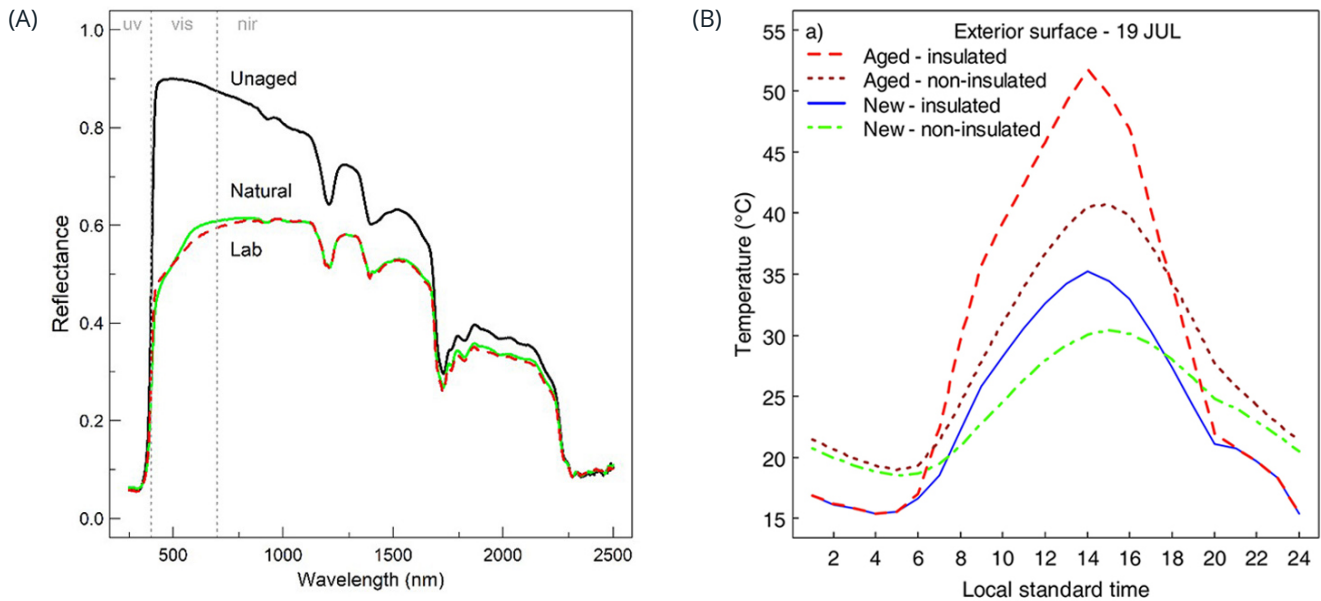 (A)
uv vis nir
1.0
0.8
0.6
0.4
0.2
0.0
Reflectance
Unaged
Natural
Lab
500 1000 1500 2000 2500
Wavelength (nm)
(B)
a) Exterior surface - 19 JUL
Aged - insulated
Aged - non-insulated
New - insulated
New - non-insulated
55
50
45
40
35
30
25
20
15
Temperature (°C)
2 4 6 8 10 12 14 16 18 20 22 24
Local standard time